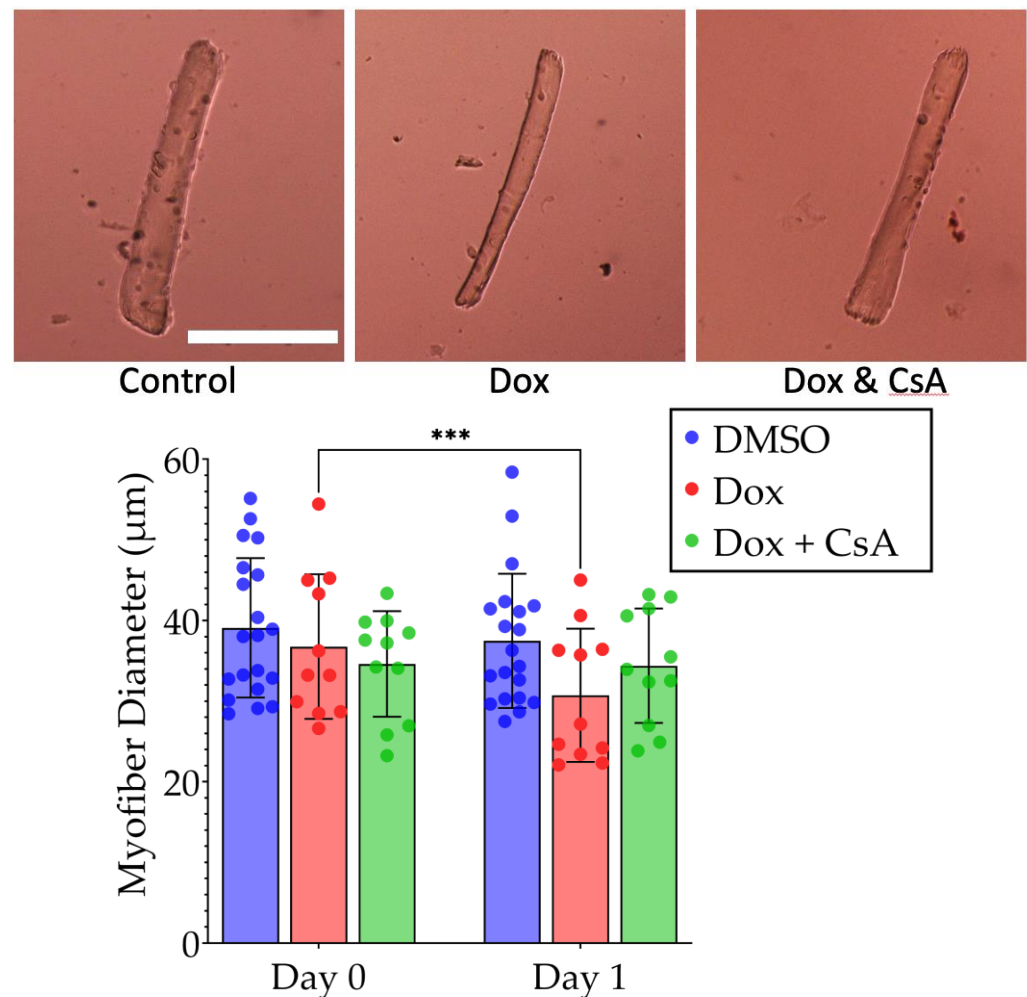 Control
Dox
Dox & CsA
***
DMSO
Dox
Dox + CsA
Myofiber Diameter (μm)
60
40
20
0
Day 0
Day 1